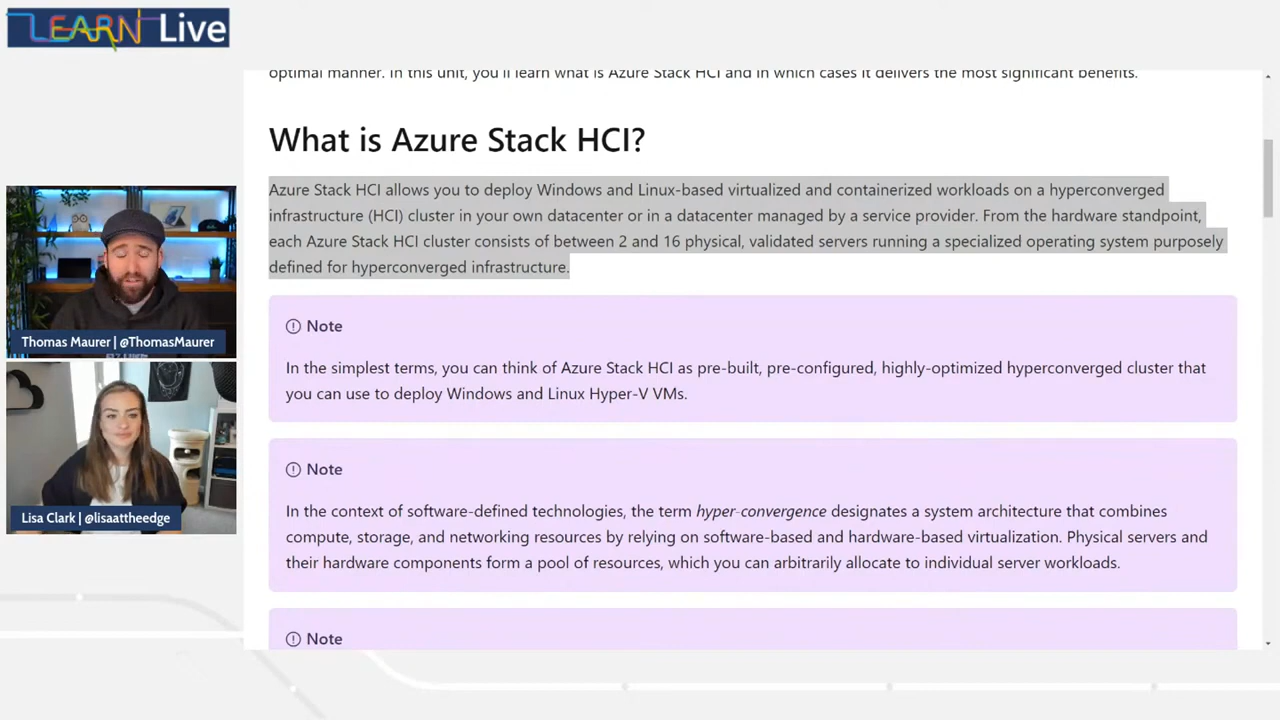 LEARN Live
optimal manner. In this unit, you'll learn what is Azure Stack HCI and in which cases it delivers the most significant benefits.
What is Azure Stack HCI?
Azure Stack HCI allows you to deploy Windows and Linux-based virtualized and containerized workloads on a hyperconverged
infrastructure (HCI) cluster in your own datacenter or in a datacenter managed by a service provider. From the hardware standpoint,
each Azure Stack HCI cluster consists of between 2 and 16 physical, validated servers running a specialized operating system purposely
defined for hyperconverged infrastructure.
Note
In the simplest terms, you can think of Azure Stack HCI as pre-built, pre-configured, highly-optimized hyperconverged cluster that
you can use to deploy Windows and Linux Hyper-V VMs.
Note
In the context of software-defined technologies, the term hyper-convergence designates a system architecture that combines
compute, storage, and networking resources by relying on software-based and hardware-based virtualization. Physical servers and
their hardware components form a pool of resources, which you can arbitrarily allocate to individual server workloads.
Note
Thomas Maurer | @ThomasMaurer
Lisa Clark | @lisaattheedge